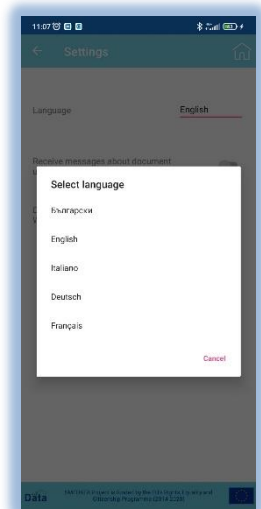 11:07
Settings
Language English
Receive messages about document
Select language
Български
English
Italiano
Deutsch
Français
Cancel
Data